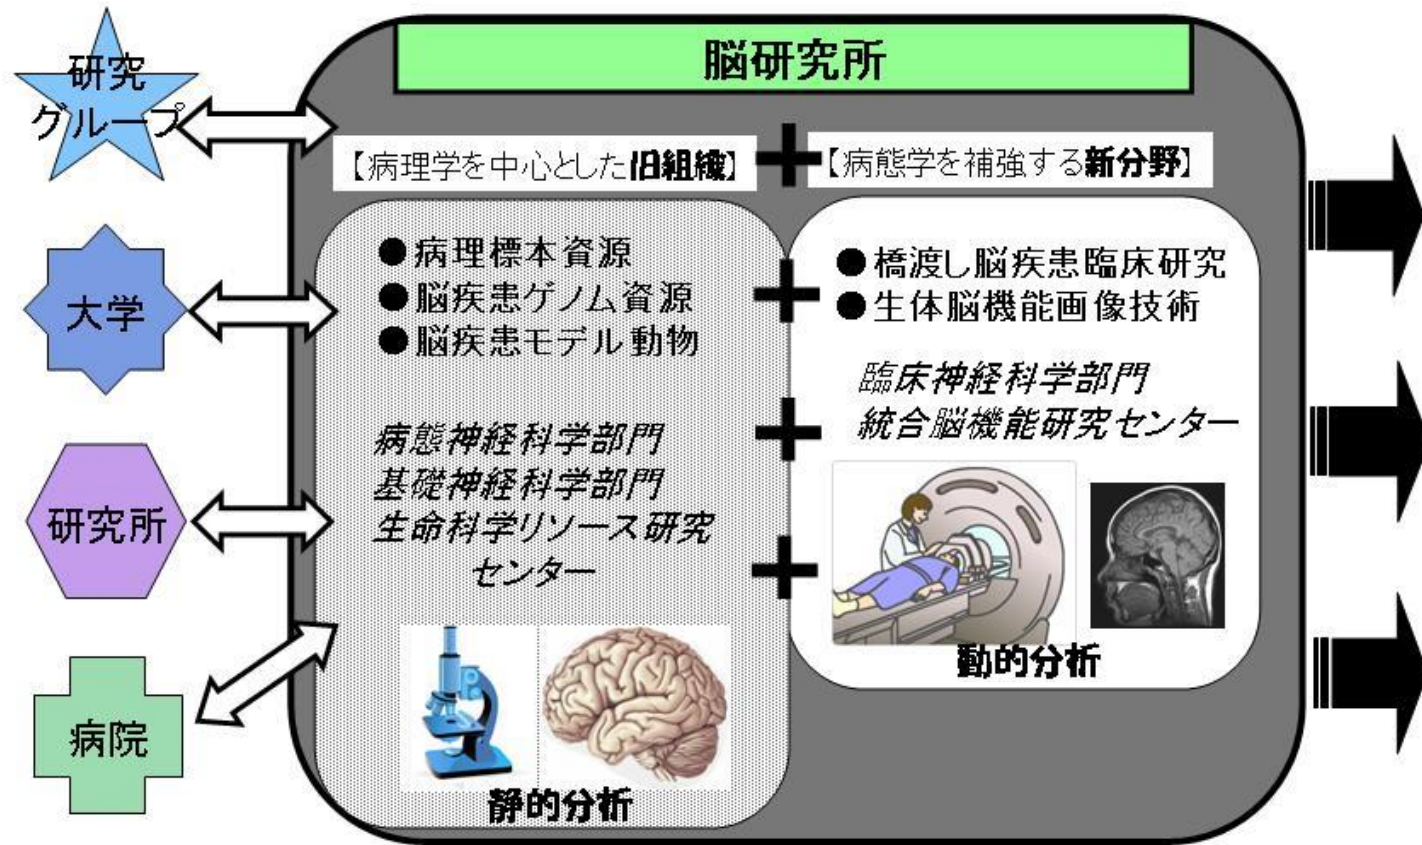 研究
グループ
大学
研究所
病院
脳研究所
【病理学を中心とした旧組織】
+
【病態学を補強する新分野】
●病理標本資源
●脳疾患ゲノム資源
●脳疾患モデル動物
病態神経科学部門
基礎神経科学部門
生命科学リソース研究
センター
静的分析
+
+
+
●橋渡し脳疾患臨床研究
●生体脳機能画像技術
臨床神経科学部門
統合脳機能研究センター
動的分析